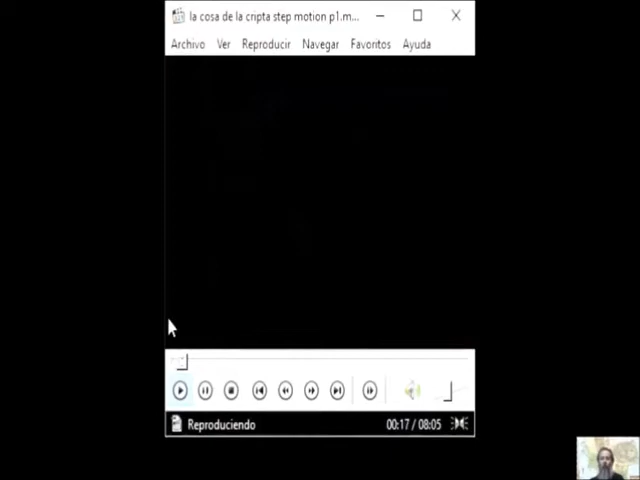 la cosa de la cripta step motion p1.m...
Archivo Ver Reproducir Navegar Favoritos Ayuda
Reproduciendo 00:17 / 08:05